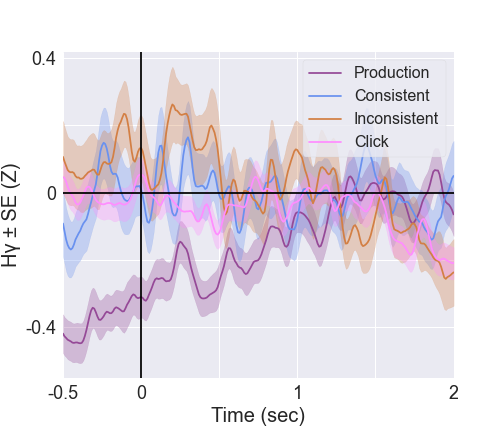 0.4
0
-0.4
Hγ ± SE (Z)
Production
Consistent
Inconsistent
Click
-0.5
0
1
2
Time (sec)